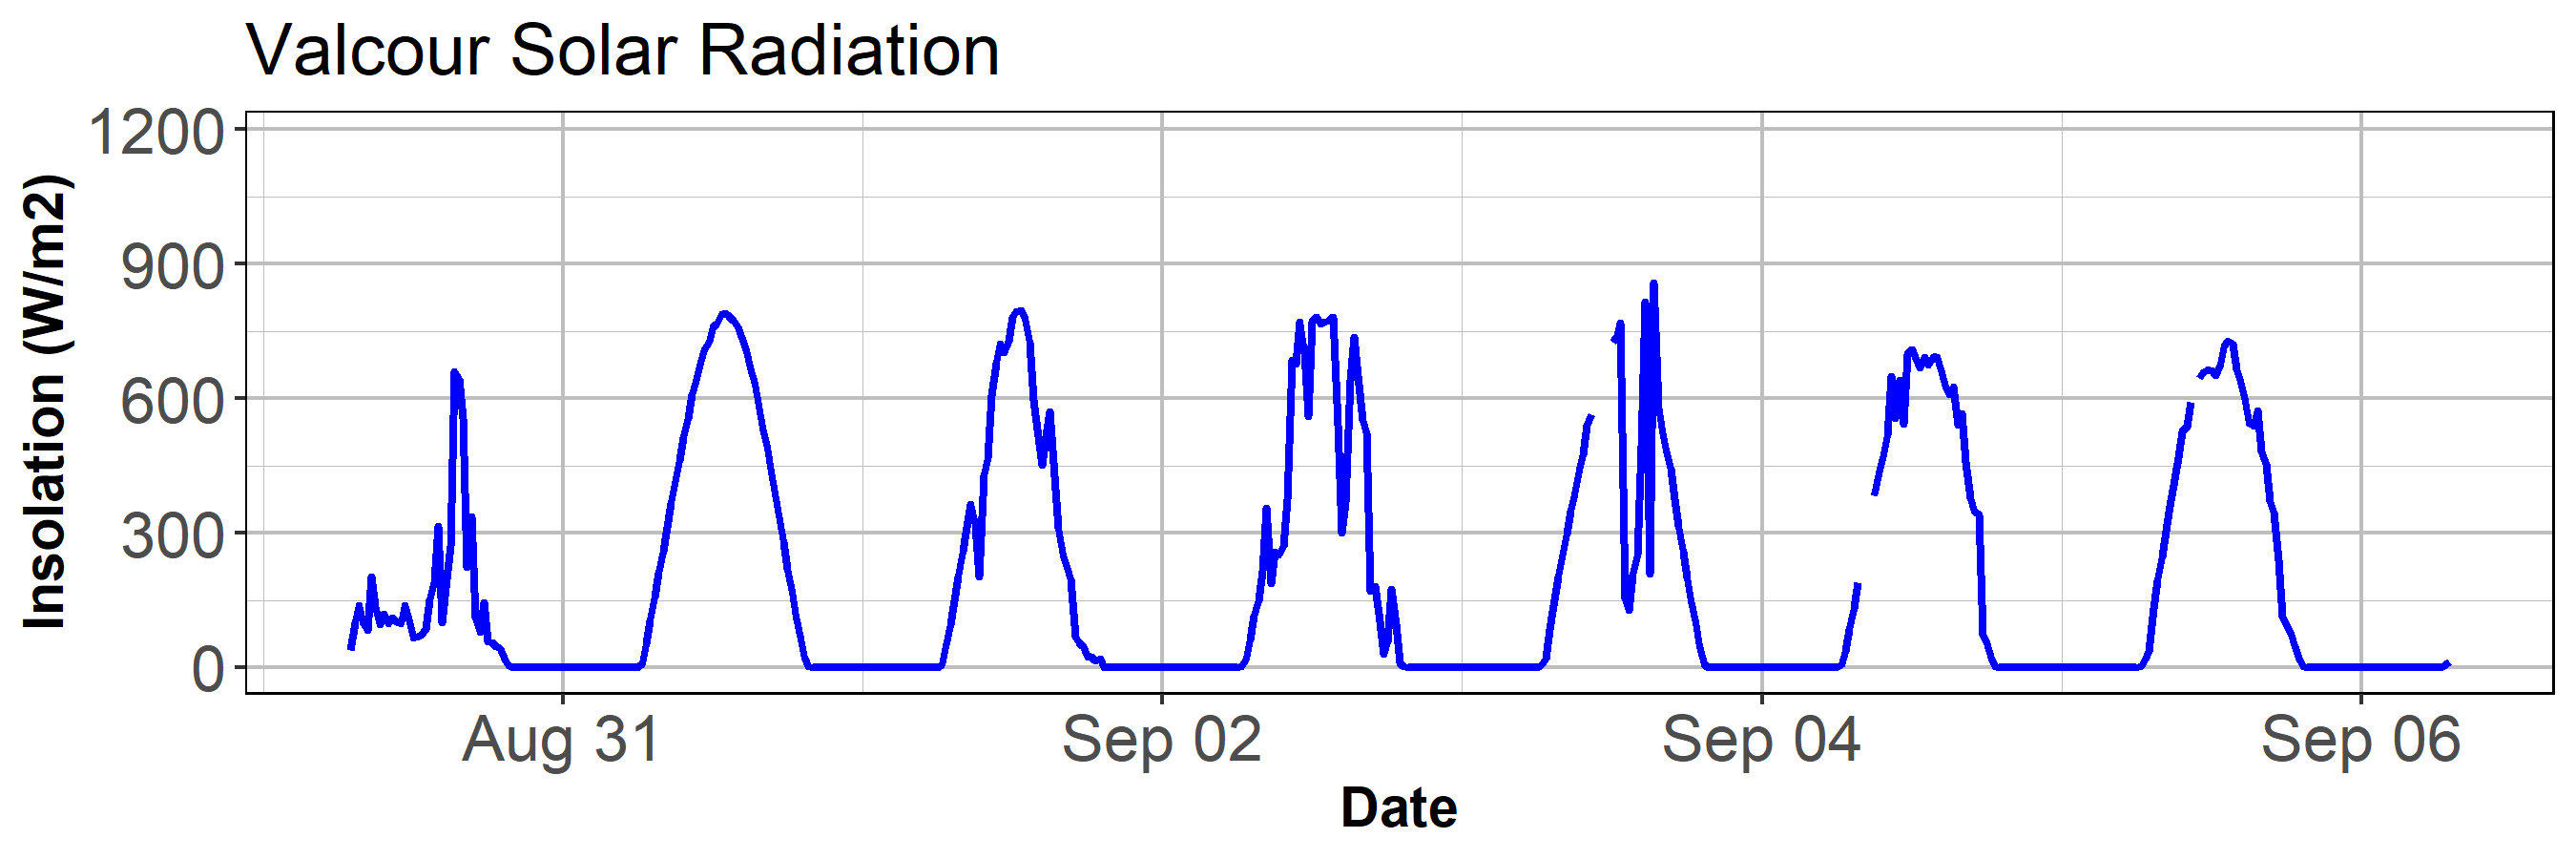 Valcour Solar Radiation
1200
900
600
300
0
Insolation (W/m2)
Aug 31
Sep 02
Sep 04
Sep 06
Date